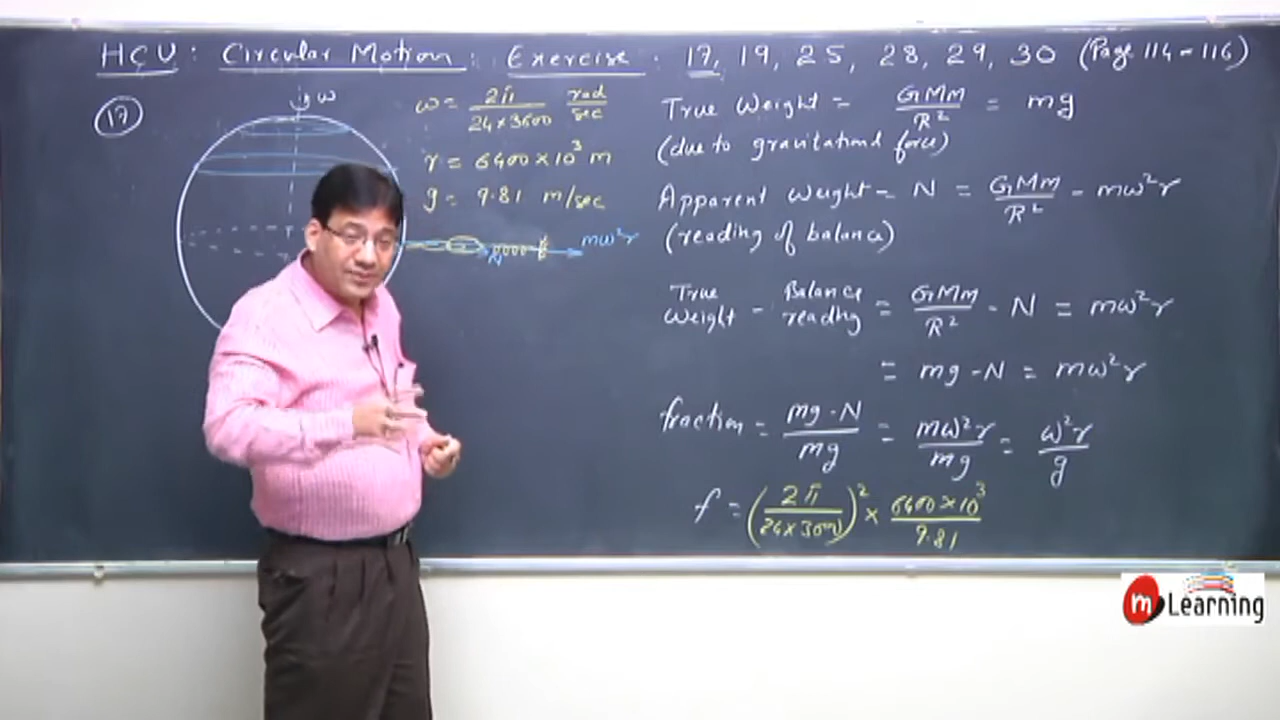 HCU : Circular Motion : Exercise : 17, 19, 25, 28, 29, 30 (Page 114 - 116)
17
ω
ω = 2π / 24×3600 rad / sec
r = 6400 × 10³ m
g = 9.81 m/sec
mω²r
N
True Weight = GMm / R² = mg
(due to gravitational force)
Apparent Weight = N = GMm / R² - mω²r
(reading of balance)
True Weight - Balance reading = GMm / R² - N = mω²r
= mg - N = mω²r
fraction = mg - N / mg = mω²r / mg = ω²r / g
f = (2π / 24×3600)² × 6400×10³ / 9.81
m Learning